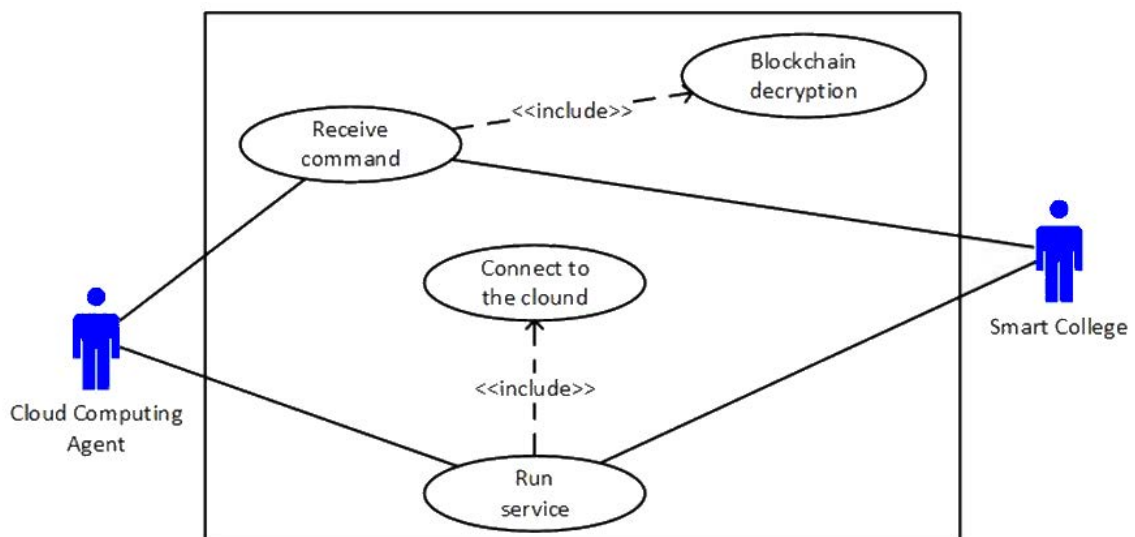 Blockchain
decryption
<<include>>
Receive
command
Connect to
the clound
Smart College
<<include>>
Cloud Computing
Agent
Run
service